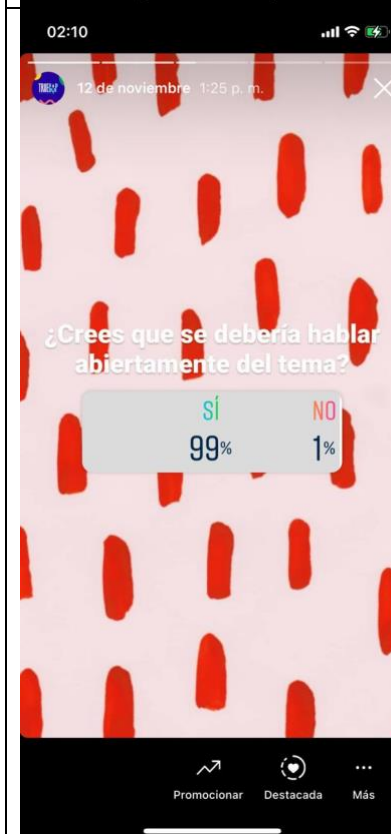 02:10
12 de noviembre 1:25 p. m.
¿Crees que se debería hablar
abiertamente del tema?
SÍ NO
99% 1%
Promocionar Destacada Más